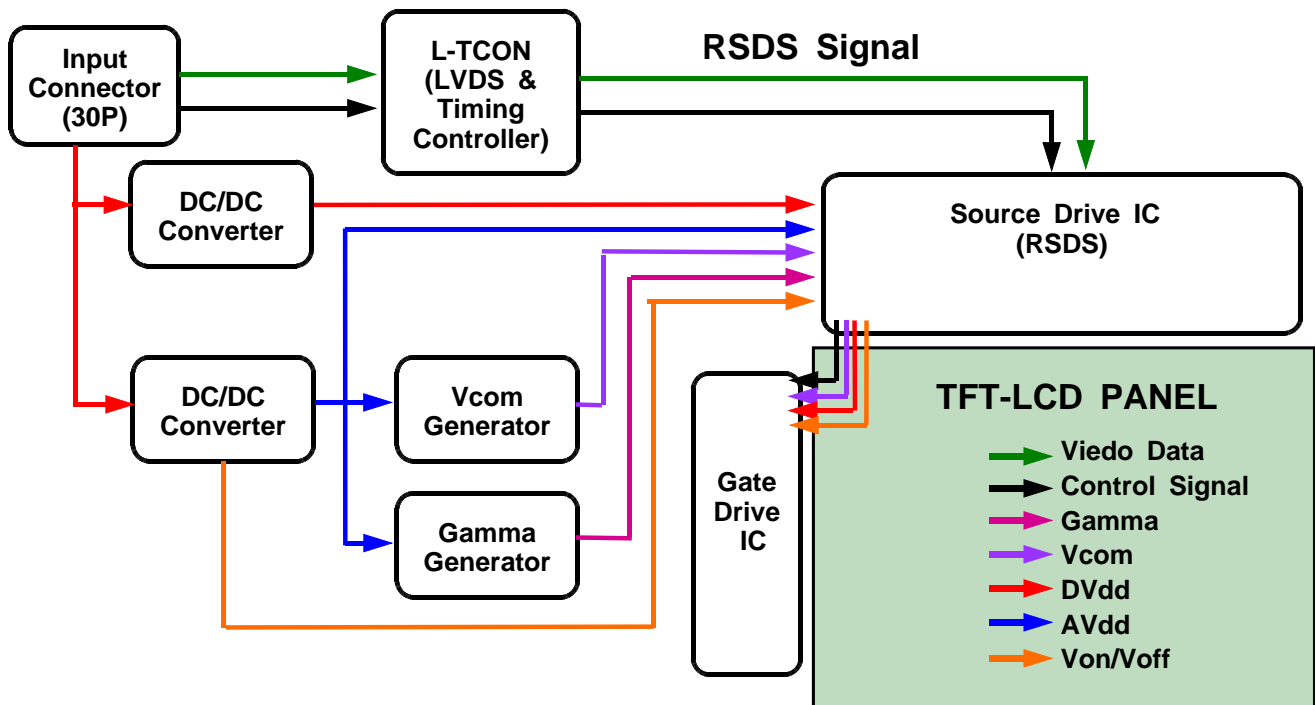 Input
Connector
(30P)
L-TCON
(LVDS & 
Timing
Controller)
RSDS Signal
DC/DC
Converter
Source Drive IC
(RSDS)
DC/DC
Converter
Vcom
Generator
Gamma
Generator
Gate
Drive
IC
TFT-LCD PANEL
Viedo Data
Control Signal
Gamma
Vcom
DVdd
AVdd
Von/Voff